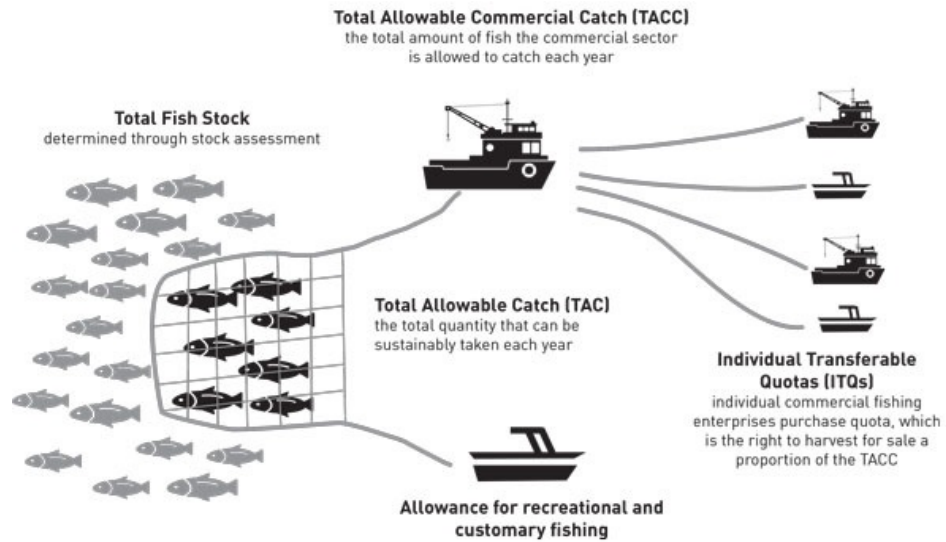 Total Allowable Commercial Catch (TACC)
the total amount of fish the commercial sector
is allowed to catch each year
Total Fish Stock
determined through stock assessment
Total Allowable Catch (TAC)
the total quantity that can be
sustainably taken each year
Individual Transferable
Quotas (ITQs)
individual commercial fishing
enterprises purchase quota, which
is the right to harvest for sale a
proportion of the TACC
Allowance for recreational and
customary fishing